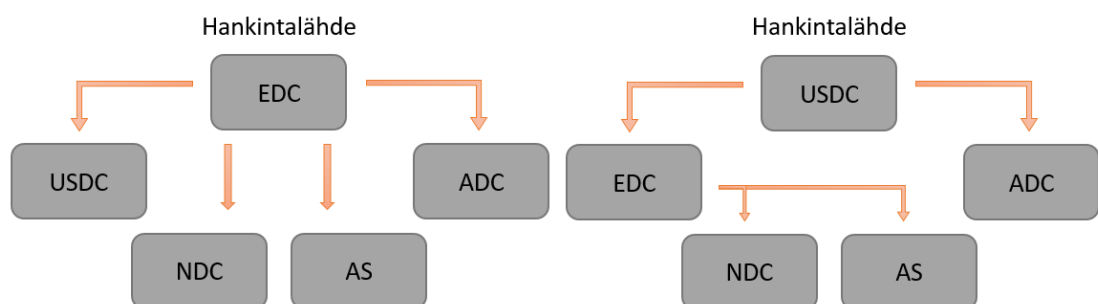 Hankintalähde
EDC
USDC
ADC
NDC
AS
Hankintalähde
USDC
EDC
ADC
NDC
AS